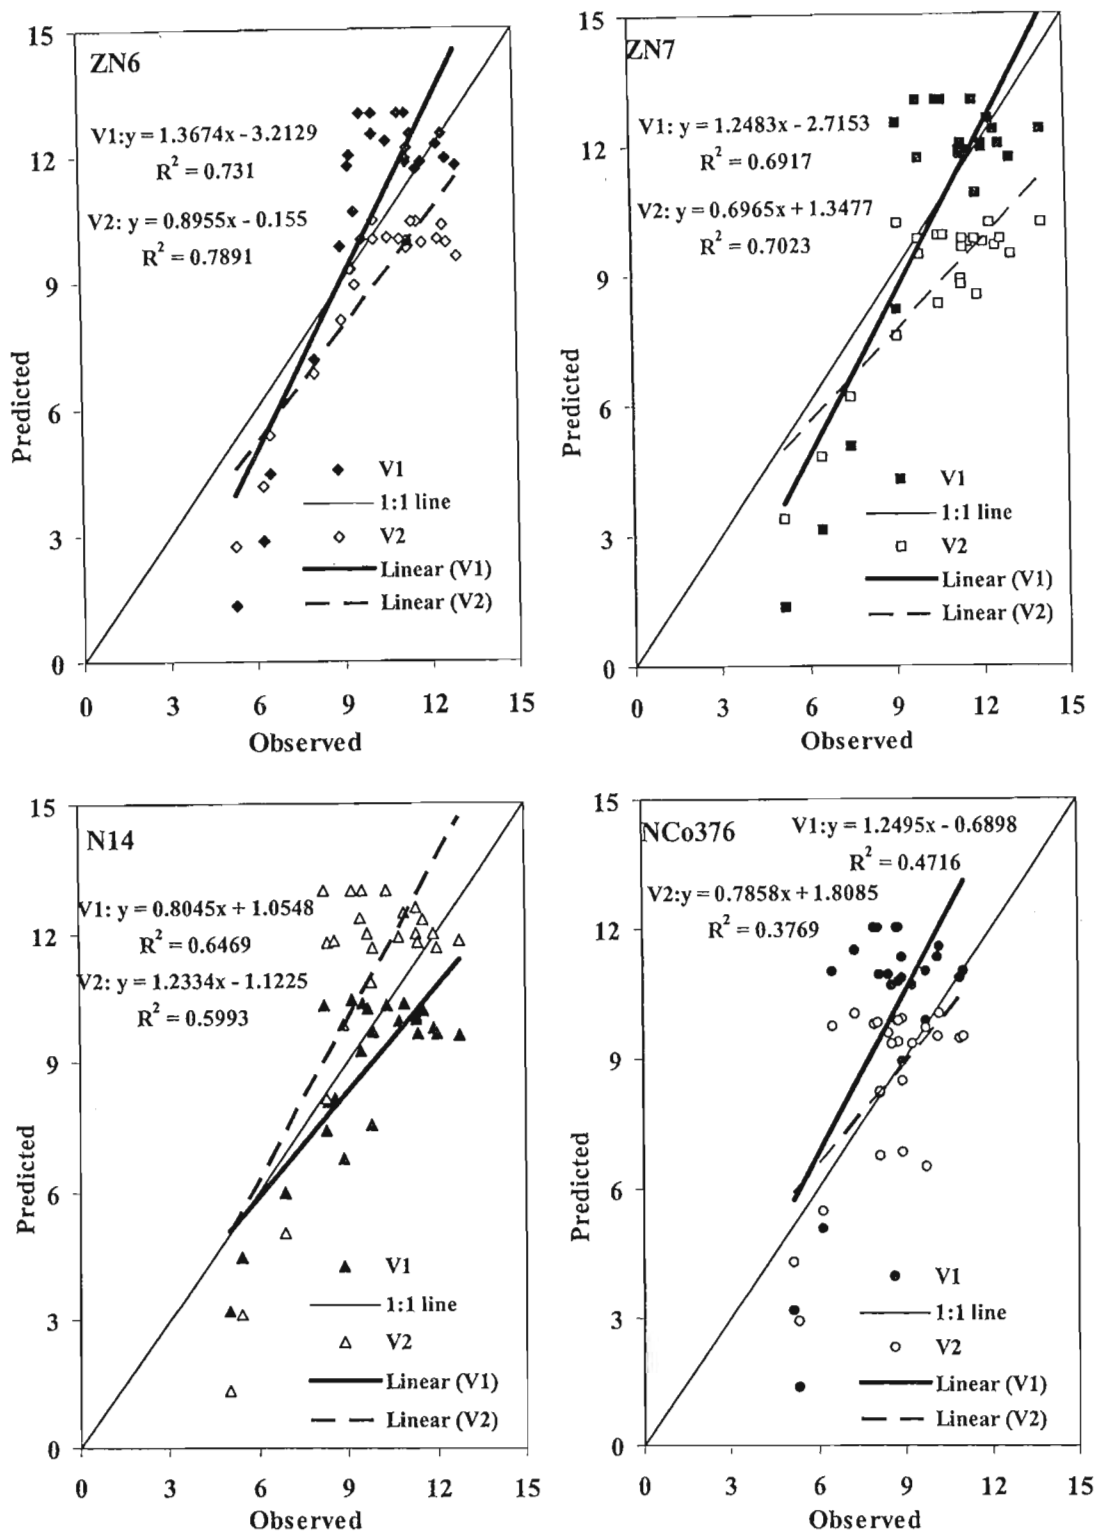 15
ZN6
V1:y = 1.3674x - 3.2129
R² = 0.731
12
V2: y = 0.8955x - 0.155
R² = 0.7891
9
Predicted
6
V1
1:1 line
3
V2
Linear (V1)
Linear (V2)
0
0 3 6 9 12 15
Observed
15
ZN7
V1: y = 1.2483x - 2.7153
12
R² = 0.6917
V2: y = 0.6965x + 1.3477
R² = 0.7023
9
Predicted
6
V1
1:1 line
3
V2
Linear (V1)
Linear (V2)
0
0 3 6 9 12 15
Observed
15
N14
V1: y = 0.8045x + 1.0548
12
R² = 0.6469
V2: y = 1.2334x - 1.1225
R² = 0.5993
9
Predicted
6
V1
1:1 line
3
V2
Linear (V1)
Linear (V2)
0
0 3 6 9 12 15
Observed
15
NCo376
V1:y = 1.2495x - 0.6898
R² = 0.4716
V2:y = 0.7858x + 1.8085
12
R² = 0.3769
9
Predicted
6
V1
1:1 line
3
V2
Linear (V1)
Linear (V2)
0
0 3 6 9 12 15
Observed